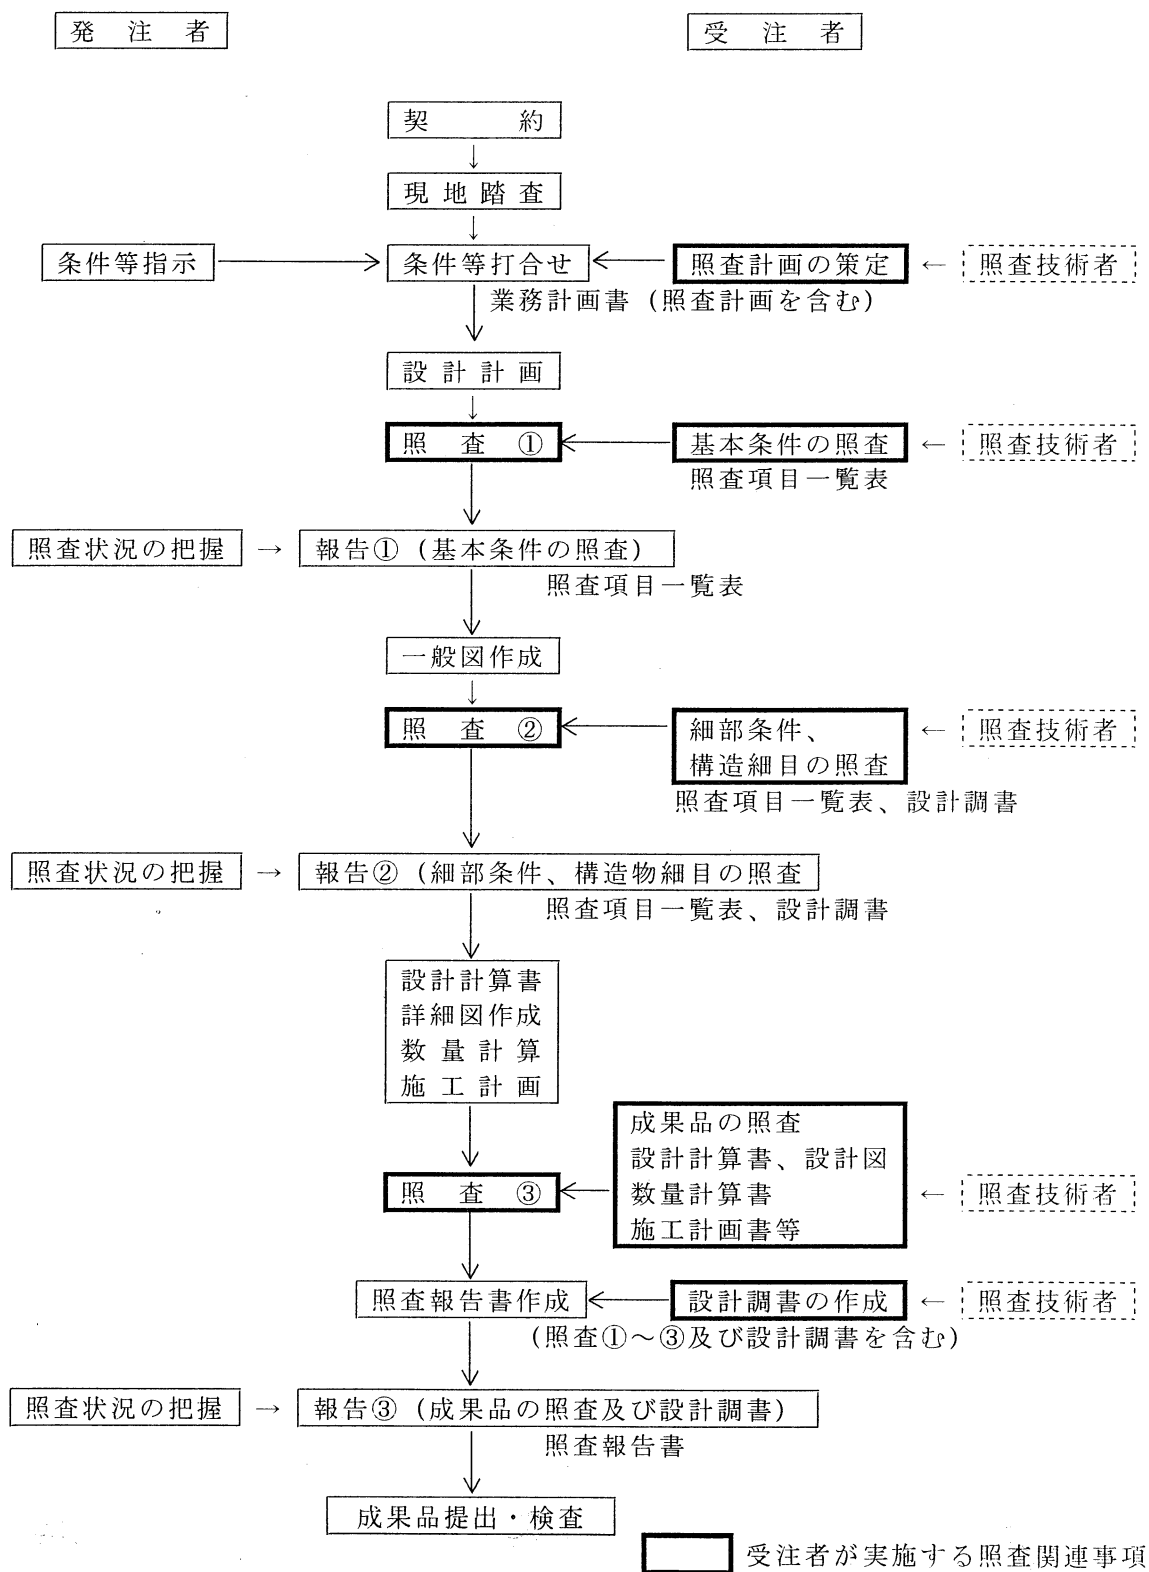 発注者
受注者
契約
現地踏査
条件等指示
条件等打合せ
照査計画の策定
照査技術者
業務計画書（照査計画を含む）
設計計画
照査①
基本条件の照査
照査技術者
照査項目一覧表
照査状況の把握
報告①（基本条件の照査）
照査項目一覧表
一般図作成
照査②
細部条件、
構造細目の照査
照査技術者
照査項目一覧表、設計調書
照査状況の把握
報告②（細部条件、構造物細目の照査
照査項目一覧表、設計調書
設計計算書
詳細図作成
数量計算
施工計画
成果品の照査
設計計算書、設計図
数量計算書
施工計画書等
照査③
照査技術者
照査報告書作成
設計調書の作成
照査技術者
（照査①～③及び設計調書を含む）
照査状況の把握
報告③（成果品の照査及び設計調書）
照査報告書
成果品提出・検査
受注者が実施する照査関連事項